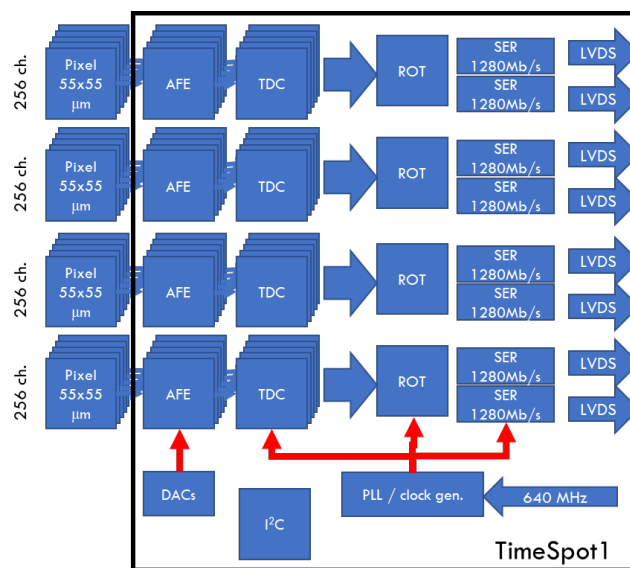 256 ch.
Pixel
55x55
µm
AFE
TDC
ROT
SER
1280Mb/s
SER
1280Mb/s
LVDS
LVDS
256 ch.
Pixel
55x55
µm
AFE
TDC
ROT
SER
1280Mb/s
SER
1280Mb/s
LVDS
LVDS
256 ch.
Pixel
55x55
µm
AFE
TDC
ROT
SER
1280Mb/s
SER
1280Mb/s
LVDS
LVDS
256 ch.
Pixel
55x55
µm
AFE
TDC
ROT
SER
1280Mb/s
SER
1280Mb/s
LVDS
LVDS
DACs
I²C
PLL / clock gen.
640 MHz
TimeSpot1